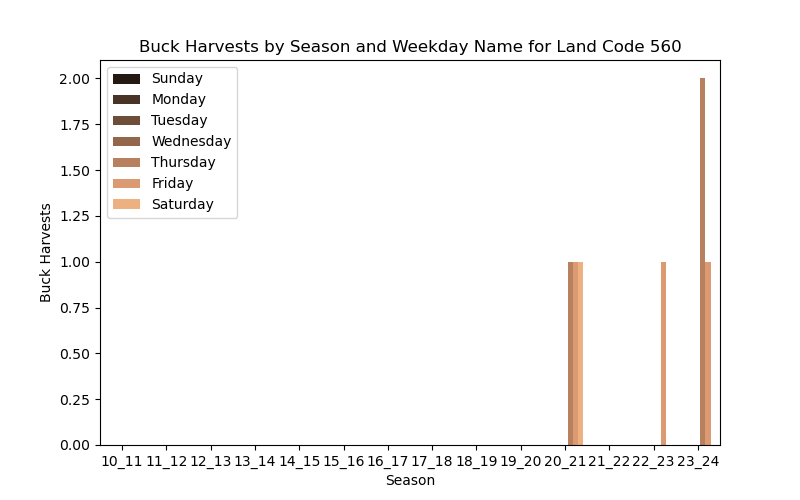 Buck Harvests by Season and Weekday Name for Land Code 560
Sunday
Monday
Tuesday
Wednesday
Thursday
Friday
Saturday
2.00
1.75
1.50
1.25
1.00
0.75
0.50
0.25
0.00
Buck Harvests
10_11 11_12 12_13 13_14 14_15 15_16 16_17 17_18 18_19 19_20 20_21 21_22 22_23 23_24
Season